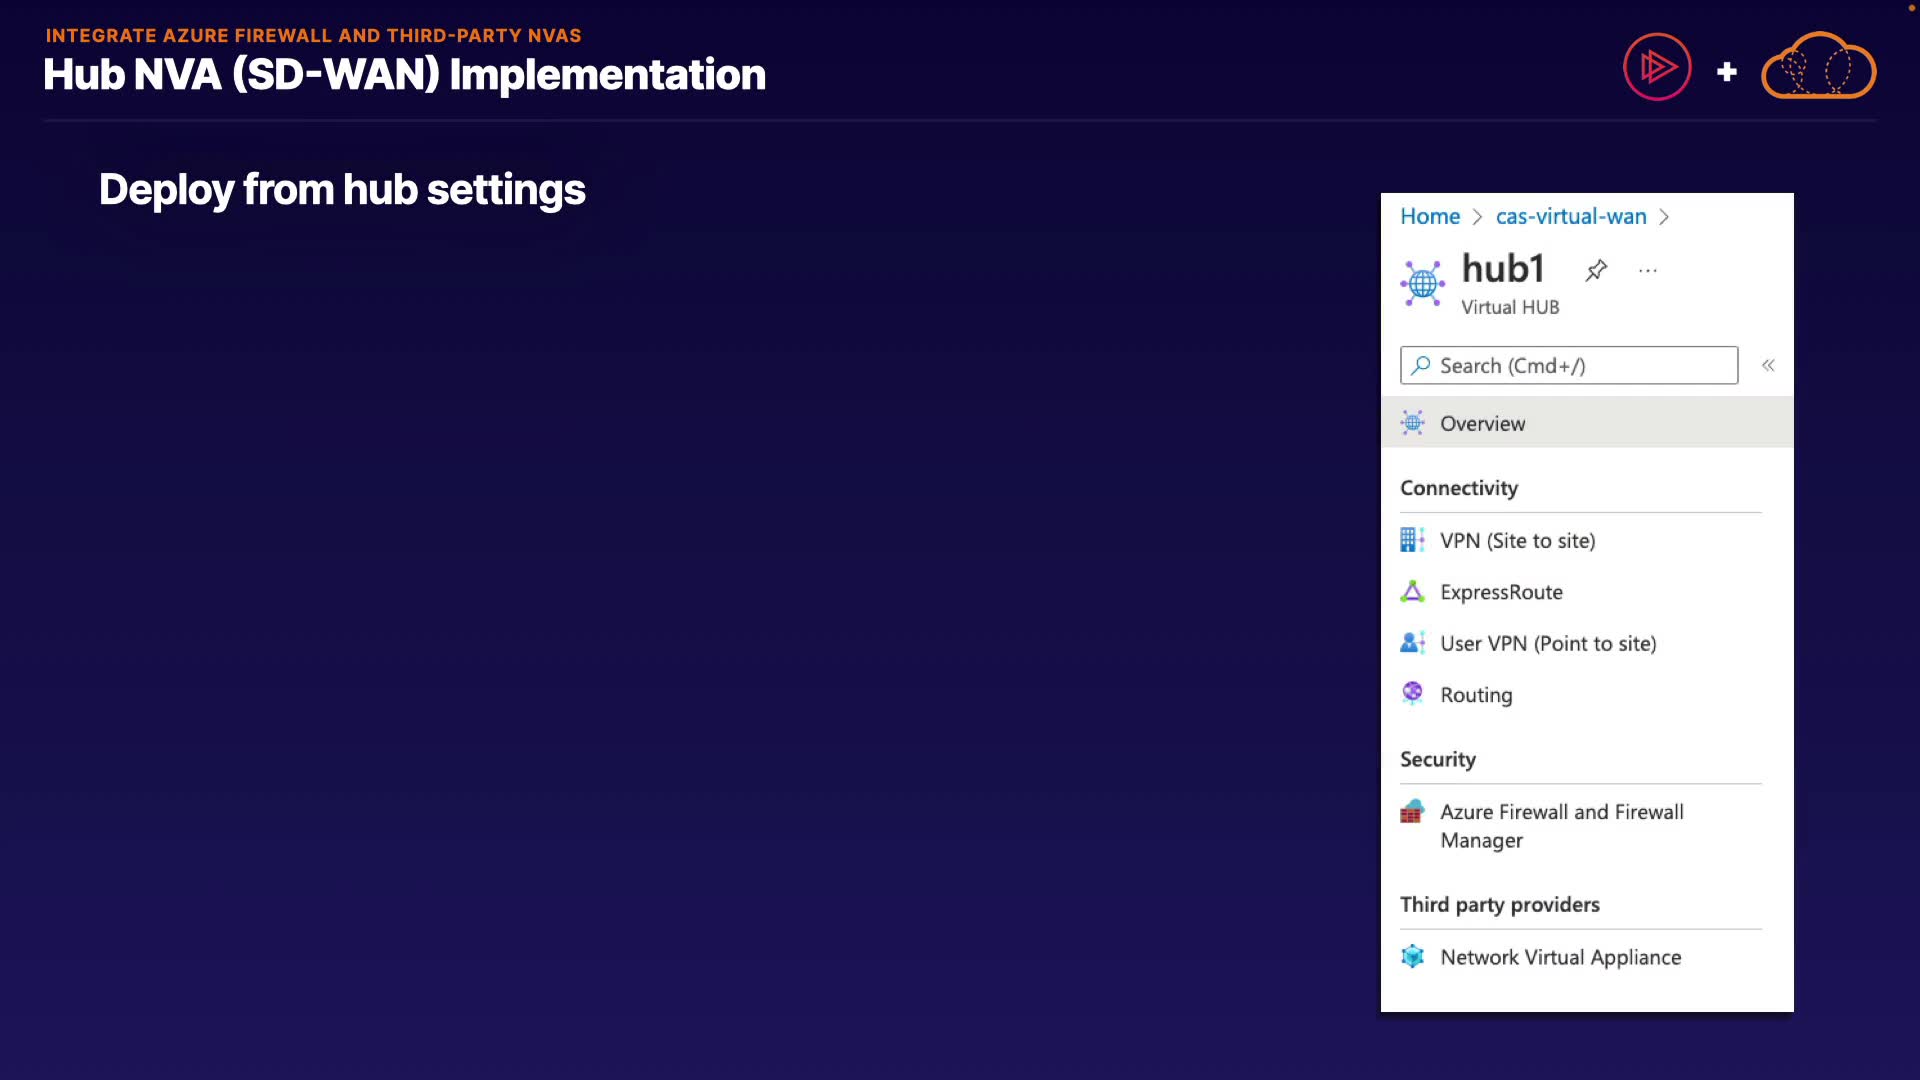 INTEGRATE AZURE FIREWALL AND THIRD-PARTY NVAS
Hub NVA (SD-WAN) Implementation
+
Deploy from hub settings
Home > cas-virtual-wan >
hub1 ...
Virtual HUB
Search (Cmd+/) «
Overview
Connectivity
VPN (Site to site)
ExpressRoute
User VPN (Point to site)
Routing
Security
Azure Firewall and Firewall
Manager
Third party providers
Network Virtual Appliance